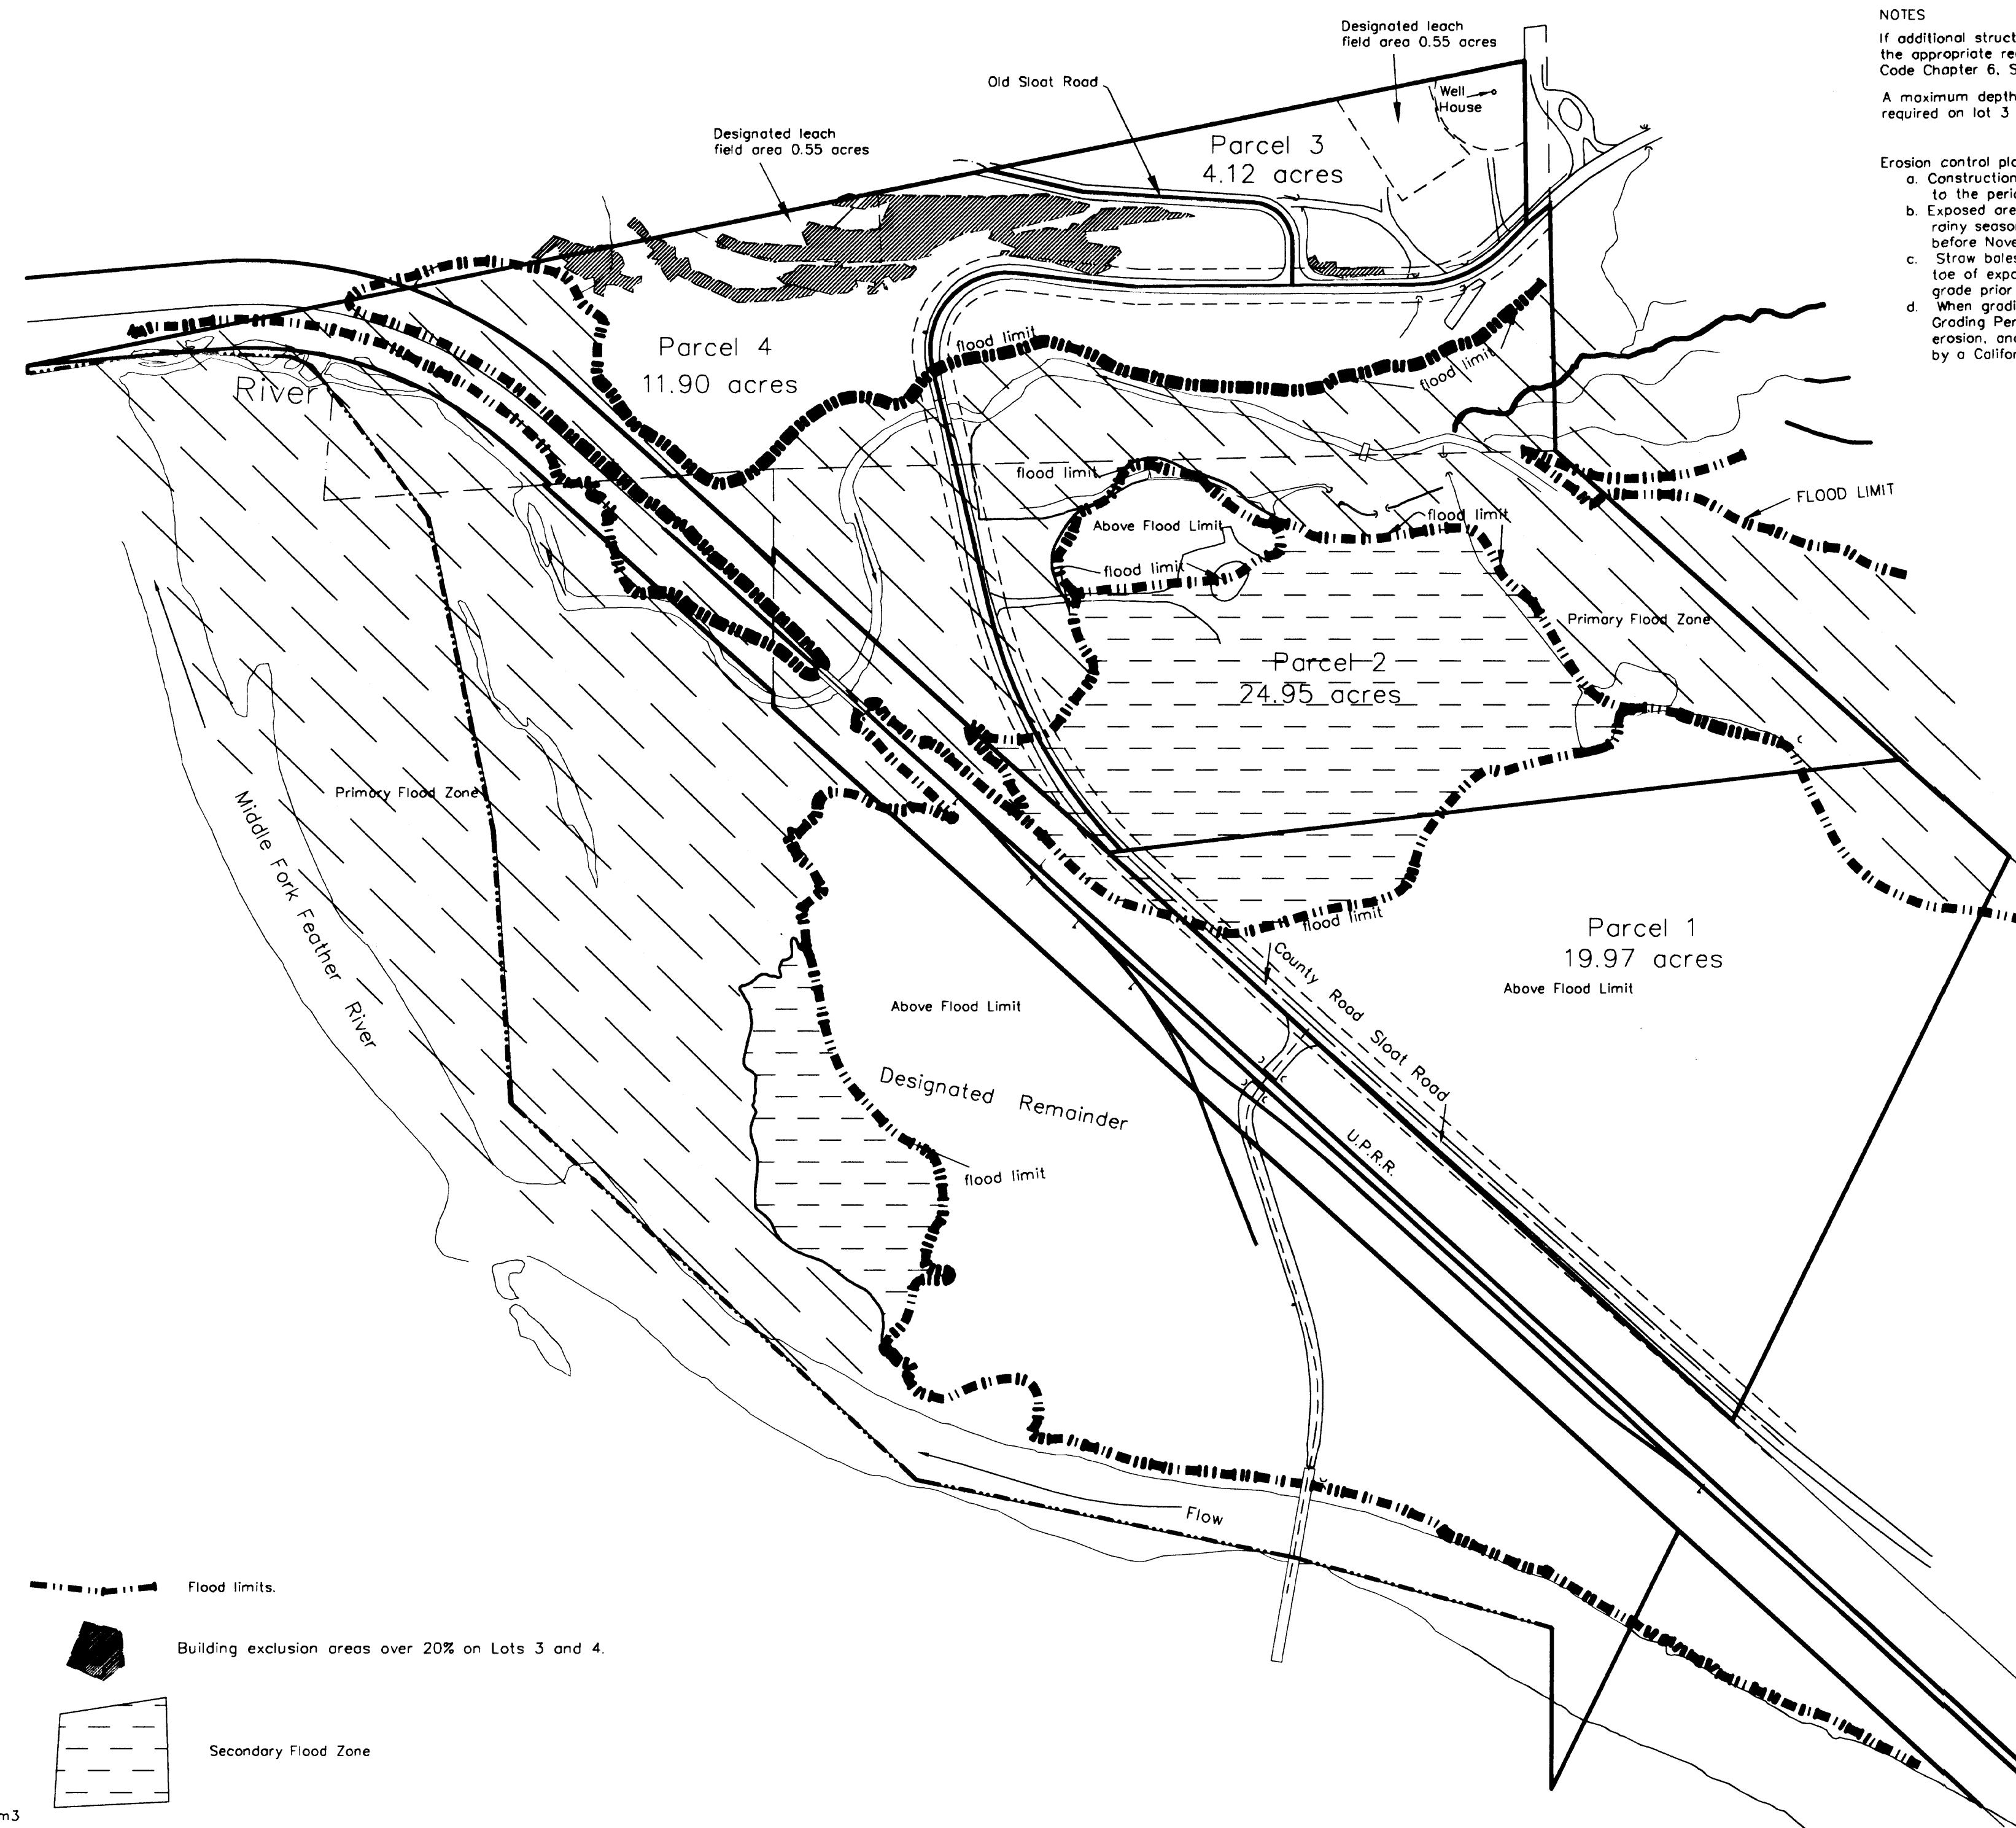 NOTES
If additional struct
the appropriate re
Code Chapter 6, S
A maximum depth
required on lot 3
Erosion control pla
a. Construction
to the peri
b. Exposed are
rainy seaso
before Nove
c. Straw bales
toe of expo
grade prior
d. When gradi
Grading Per
erosion, and
by a Califor
Designated leach
field area 0.55 acres
Old Sloat Road
Well
House
Designated leach
field area 0.55 acres
Parcel 3
4.12 acres
flood limit
Parcel 4
11.90 acres
flood limit
River
flood limit
FLOOD LIMIT
Above Flood Limit
flood limit
flood limit
Primary Flood Zone
Parcel 2
24.95 acres
Primary Flood Zone
Middle Fork Feather River
flood limit
Parcel 1
19.97 acres
Above Flood Limit
County Road Sloat Road
Above Flood Limit
Designated Remainder
U.P.R.R.
flood limit
Flow
Flood limits.
Building exclusion areas over 20% on Lots 3 and 4.
Secondary Flood Zone
m3